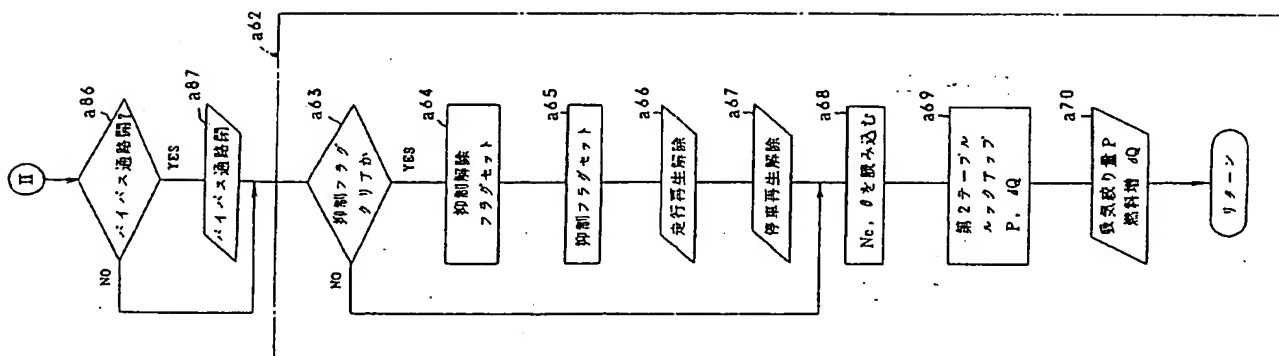 II
バイパス通路開?
a86
YES
NO
バイパス通路閉
a87
a62
抑制フラグ
クリアか
a63
YES
NO
抑制解除
フラグセット
a64
抑制フラグセット
a65
定行再生解除
a66
停車再生解除
a67
Ne, θを読み込む
a68
第2テーブル
ルックアップ
P, dQ
a69
吸気絞り量 P
燃料増 dQ
a70
リターン